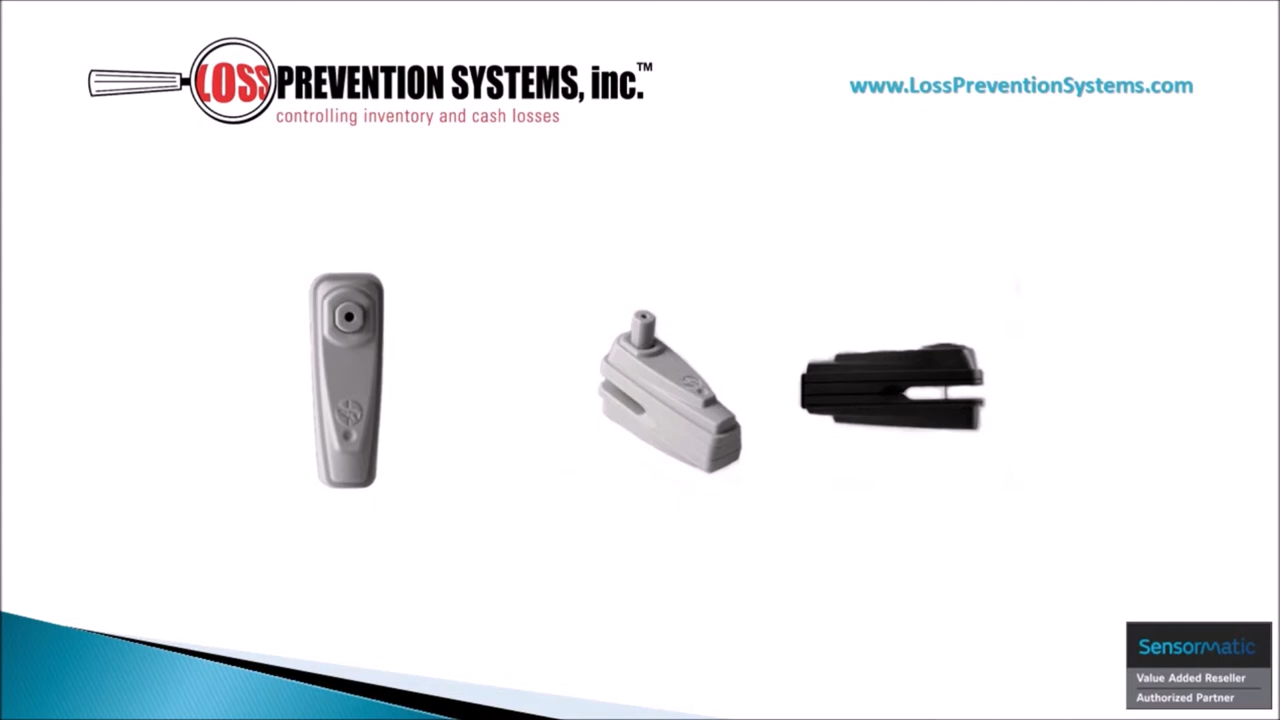 LOSS PREVENTION SYSTEMS, inc.™
controlling inventory and cash losses
www.LossPreventionSystems.com
Sensormatic
Value Added Reseller
Authorized Partner